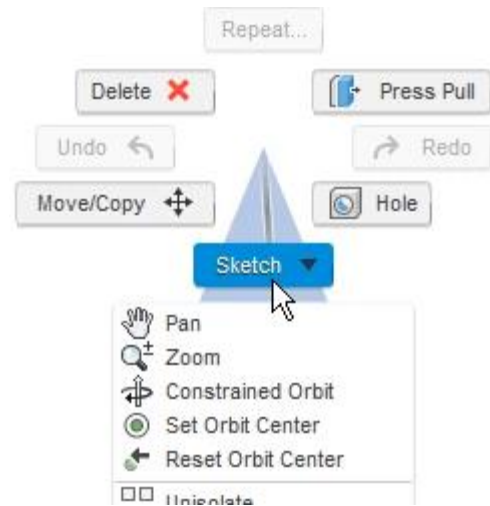 Repeat...
Delete
Press Pull
Undo
Redo
Move/Copy
Hole
Sketch
Pan
Zoom
Constrained Orbit
Set Orbit Center
Reset Orbit Center
Unisolate